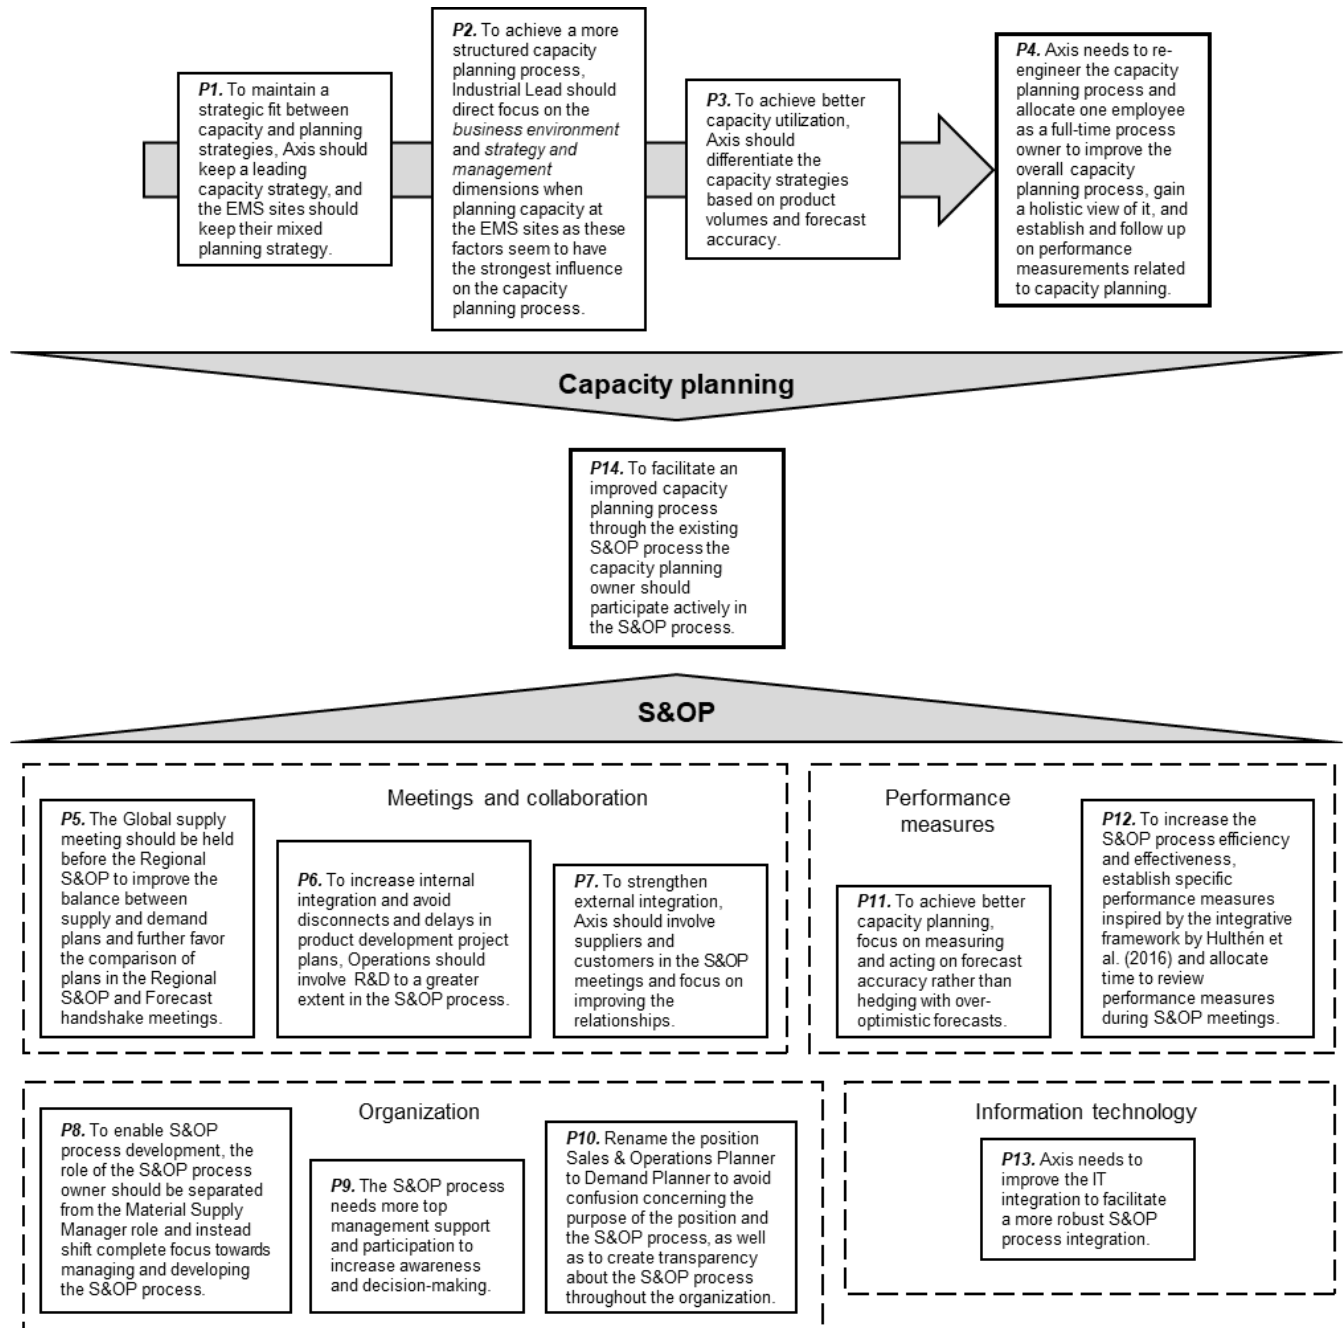 P1. To maintain a
strategic fit between
capacity and planning
strategies, Axis should
keep a leading
capacity strategy, and
the EMS sites should
keep their mixed
planning strategy.
P2. To achieve a more
structured capacity
planning process,
Industrial Lead should
direct focus on the
business environment
and strategy and
management
dimensions when
planning capacity at
the EMS sites as these
factors seem to have
the strongest influence
on the capacity
planning process.
P3. To achieve better
capacity utilization,
Axis should
differentiate the
capacity strategies
based on product
volumes and forecast
accuracy.
P4. Axis needs to re-
engineer the capacity
planning process and
allocate one employee
as a full-time process
owner to improve the
overall capacity
planning process, gain
a holistic view of it, and
establish and follow up
on performance
measurements related
to capacity planning.
Capacity planning
P14. To facilitate an
improved capacity
planning process
through the existing
S&OP process the
capacity planning
owner should
participate actively in
the S&OP process.
S&OP
Meetings and collaboration
P5. The Global supply
meeting should be held
before the Regional
S&OP to improve the
balance between
supply and demand
plans and further favor
the comparison of
plans in the Regional
S&OP and Forecast
handshake meetings.
P6. To increase internal
integration and avoid
disconnects and delays in
product development project
plans, Operations should
involve R&D to a greater
extent in the S&OP process.
P7. To strengthen
external integration,
Axis should involve
suppliers and
customers in the S&OP
meetings and focus on
improving the
relationships.
Performance
measures
P11. To achieve better
capacity planning,
focus on measuring
and acting on forecast
accuracy rather than
hedging with over-
optimistic forecasts.
P12. To increase the
S&OP process efficiency
and effectiveness,
establish specific
performance measures
inspired by the integrative
framework by Hulthén et
al. (2016) and allocate
time to review
performance measures
during S&OP meetings.
Organization
P8. To enable S&OP
process development, the
role of the S&OP process
owner should be separated
from the Material Supply
Manager role and instead
shift complete focus towards
managing and developing
the S&OP process.
P9. The S&OP process
needs more top
management support
and participation to
increase awareness
and decision-making.
P10. Rename the position
Sales & Operations Planner
to Demand Planner to avoid
confusion concerning the
purpose of the position and
the S&OP process, as well
as to create transparency
about the S&OP process
throughout the organization.
Information technology
P13. Axis needs to
improve the IT
integration to facilitate
a more robust S&OP
process integration.